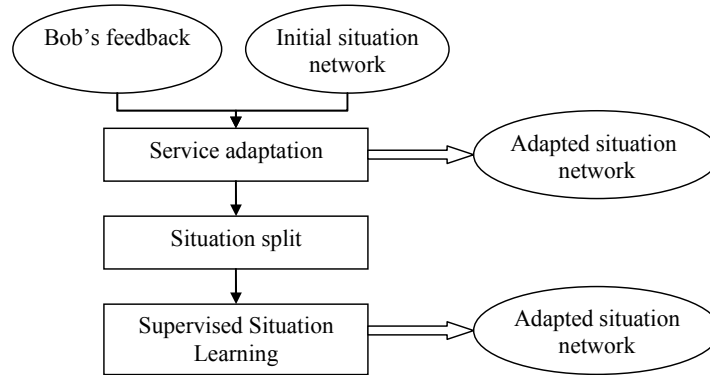 Bob's feedback
Initial situation
network
Service adaptation
Adapted situation
network
Situation split
Supervised Situation
Learning
Adapted situation
network